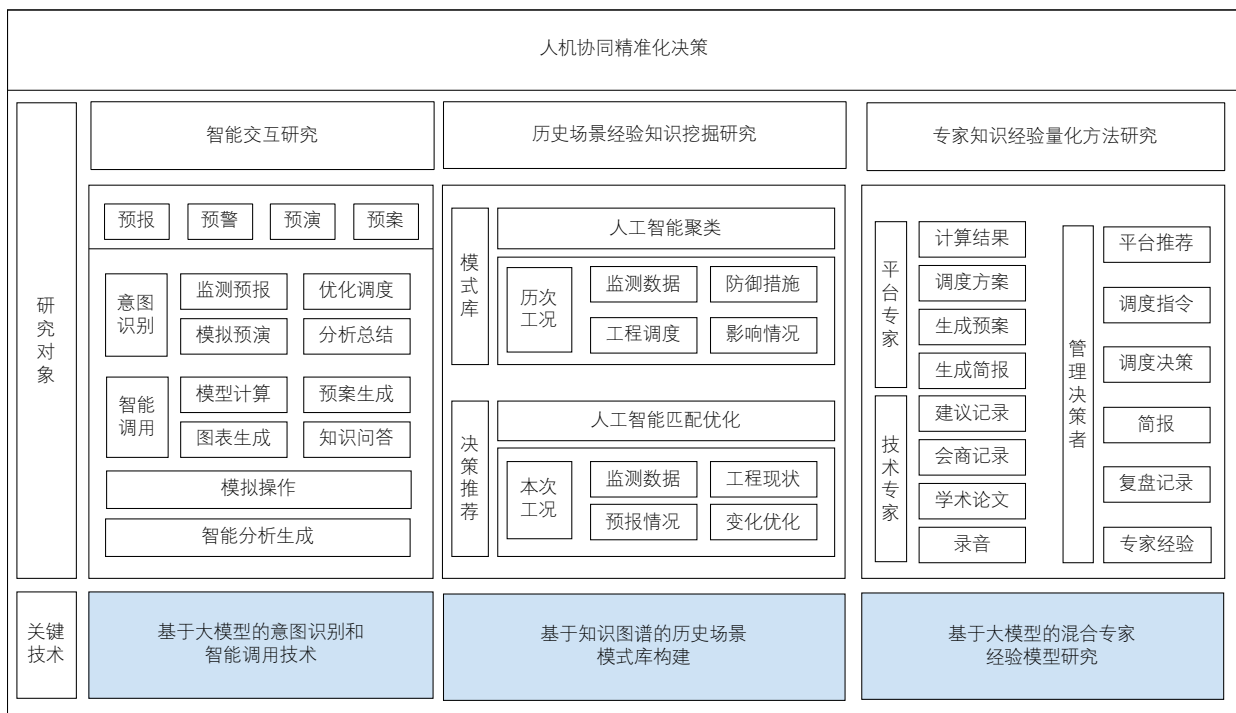 人机协同精准化决策
研究对象
智能交互研究
历史场景经验知识挖掘研究
专家知识经验量化方法研究
预报
预警
预演
预案
意图
识别
监测预报
优化调度
模拟预演
分析总结
智能
调用
模型计算
预案生成
图表生成
知识问答
模拟操作
智能分析生成
模式库
人工智能聚类
历次
工况
监测数据
防御措施
工程调度
影响情况
决策推荐
人工智能匹配优化
本次
工况
监测数据
工程现状
预报情况
变化优化
平台专家
计算结果
调度方案
生成预案
生成简报
技术专家
建议记录
会商记录
学术论文
录音
管理决策者
平台推荐
调度指令
调度决策
简报
复盘记录
专家经验
关键
技术
基于大模型的意图识别和
智能调用技术
基于知识图谱的历史场景
模式库构建
基于大模型的混合专家
经验模型研究